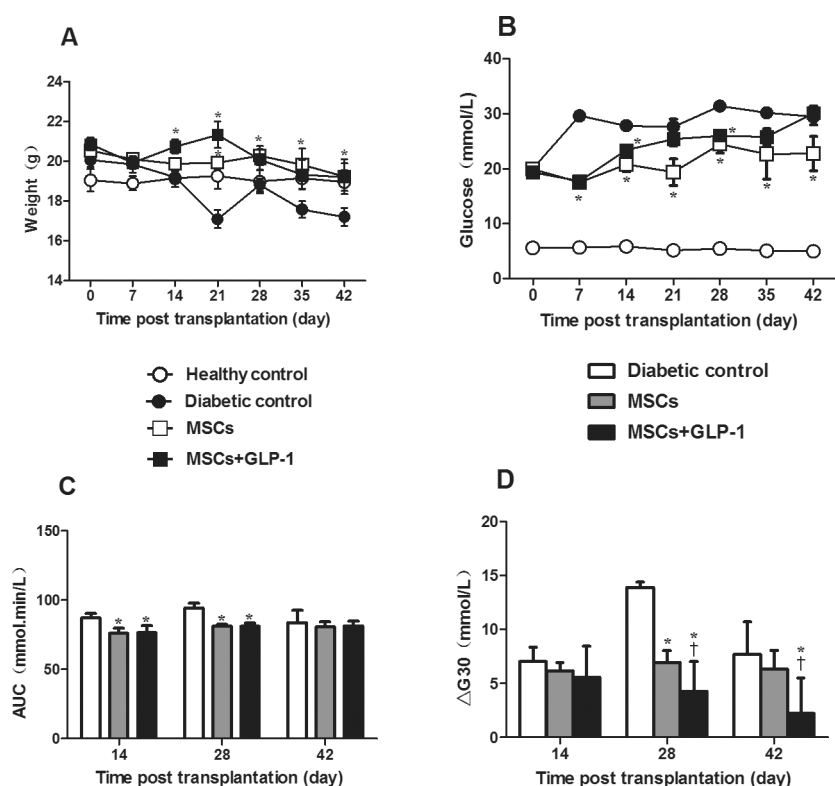 A
Weight (g)
24
22
20
18
16
14
* * * * * *
0 7 14 21 28 35 42
Time post transplantation (day)
B
Glucose (mmol/L)
40
30
20
10
0
* * * * * * * *
0 7 14 21 28 35 42
Time post transplantation (day)
Healthy control
Diabetic control
MSCs
MSCs+GLP-1
Diabetic control
MSCs
MSCs+GLP-1
C
AUC (mmol.min/L)
150
100
50
0
* * * *
14 28 42
Time post transplantation (day)
D
△G30 (mmol/L)
20
15
10
5
0
* * † * †
14 28 42
Time post transplantation (day)